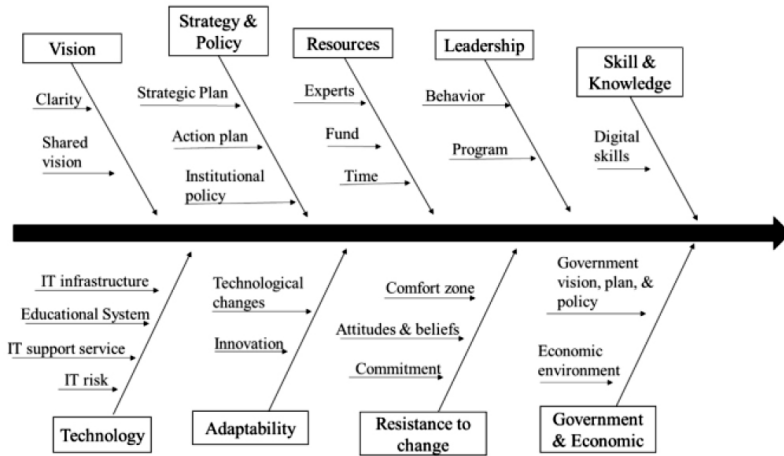 Vision
Clarity
Shared
vision
Strategy &
Policy
Strategic Plan
Action plan
Institutional
policy
Resources
Experts
Fund
Time
Leadership
Behavior
Program
Skill &
Knowledge
Digital
skills
IT infrastructure
Educational System
IT support service
IT risk
Technology
Technological
changes
Innovation
Adaptability
Comfort zone
Attitudes & beliefs
Commitment
Resistance to
change
Government
vision, plan, &
policy
Economic
environment
Government
& Economic